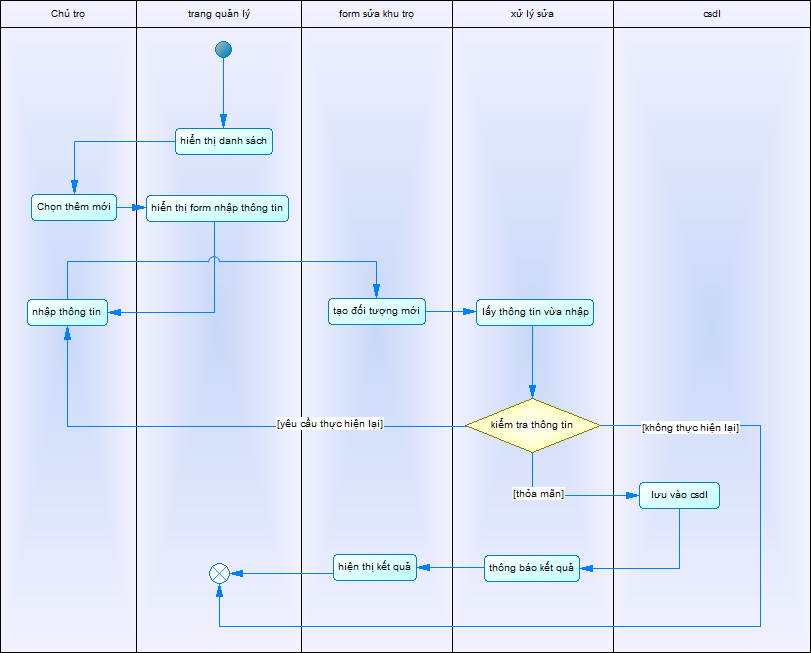 Chủ trọ
trang quản lý
form sửa khu trọ
xử lý sửa
csdl
hiển thị danh sách
Chọn thêm mới
hiển thị form nhập thông tin
nhập thông tin
tạo đối tượng mới
lấy thông tin vừa nhập
[yêu cầu thực hiện lại]
kiểm tra thông tin
[không thực hiện lại]
[thỏa mãn]
lưu vào csdl
hiện thị kết quả
thông báo kết quả